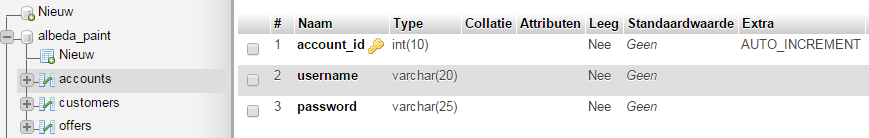 Nieuw
albeda_paint
Nieuw
accounts
customers
offers
# Naam Type Collatie Attributen Leeg Standaardwaarde Extra
1 account_id int(10) Nee Geen AUTO_INCREMENT
2 username varchar(20) Nee Geen
3 password varchar(25) Nee Geen